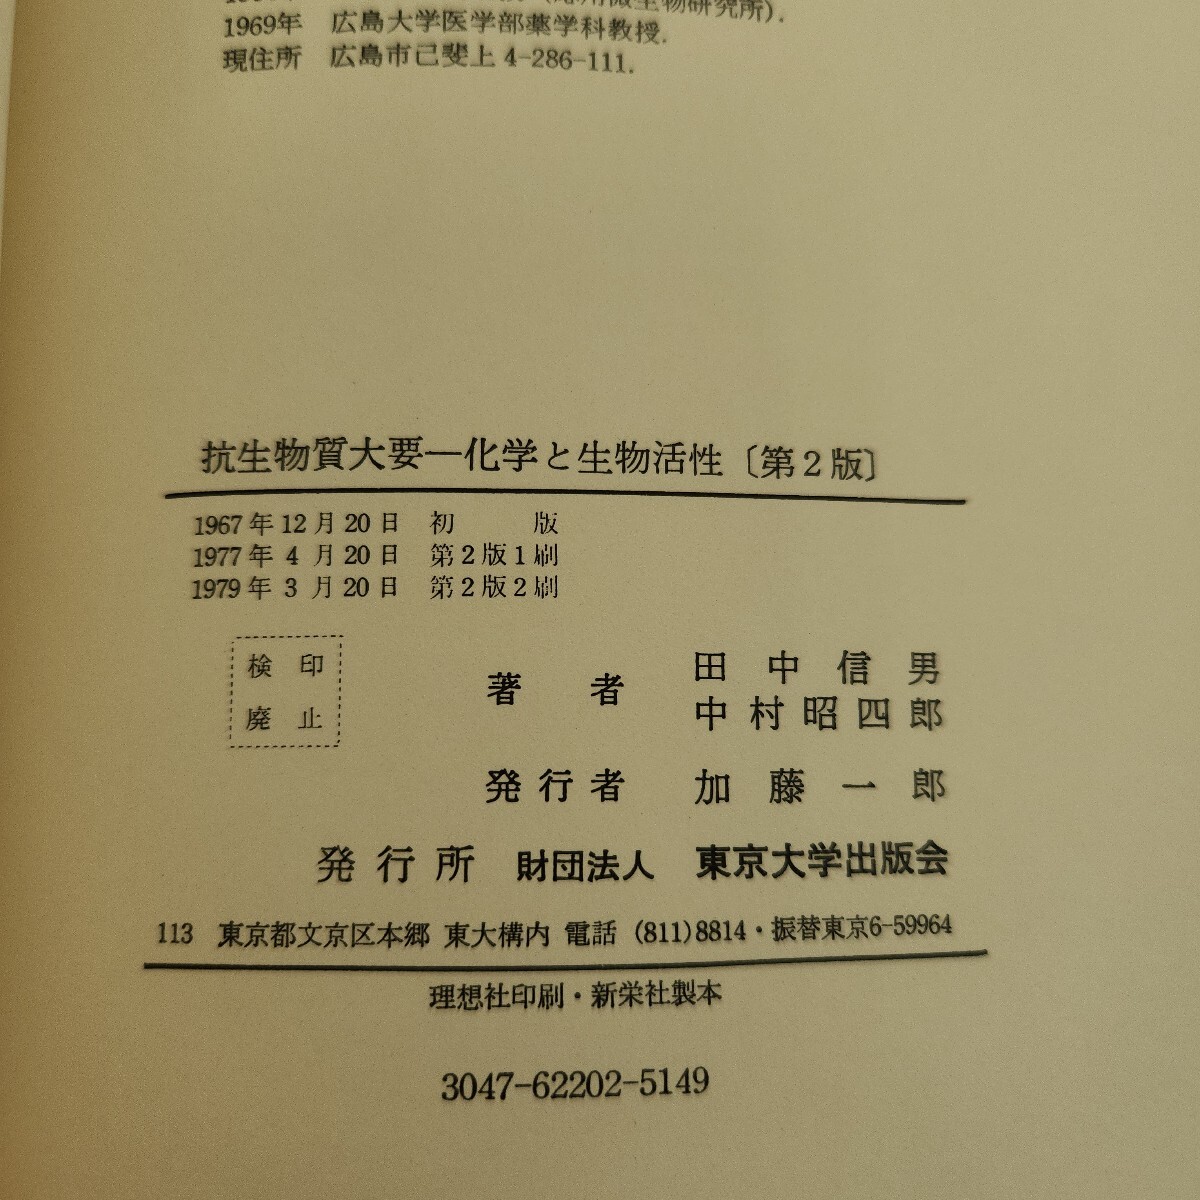 (応用微生物研究所).
1969年 広島大学医学部薬学科教授.
現住所 広島市己斐上4-286-111.
抗生物質大要―化学と生物活性〔第2版〕
1967年12月20日 初 版
1977年 4 月20日 第2版1刷
1979年 3 月20日 第2版2刷
検 印
廃 止
著 者
田中信男
中村昭四郎
発行者 加藤一郎
発行所 財団法人 東京大学出版会
113 東京都文京区本郷 東大構内 電話 (811)8814・振替東京6-59964
理想社印刷・新栄社製本
3047-62202-5149